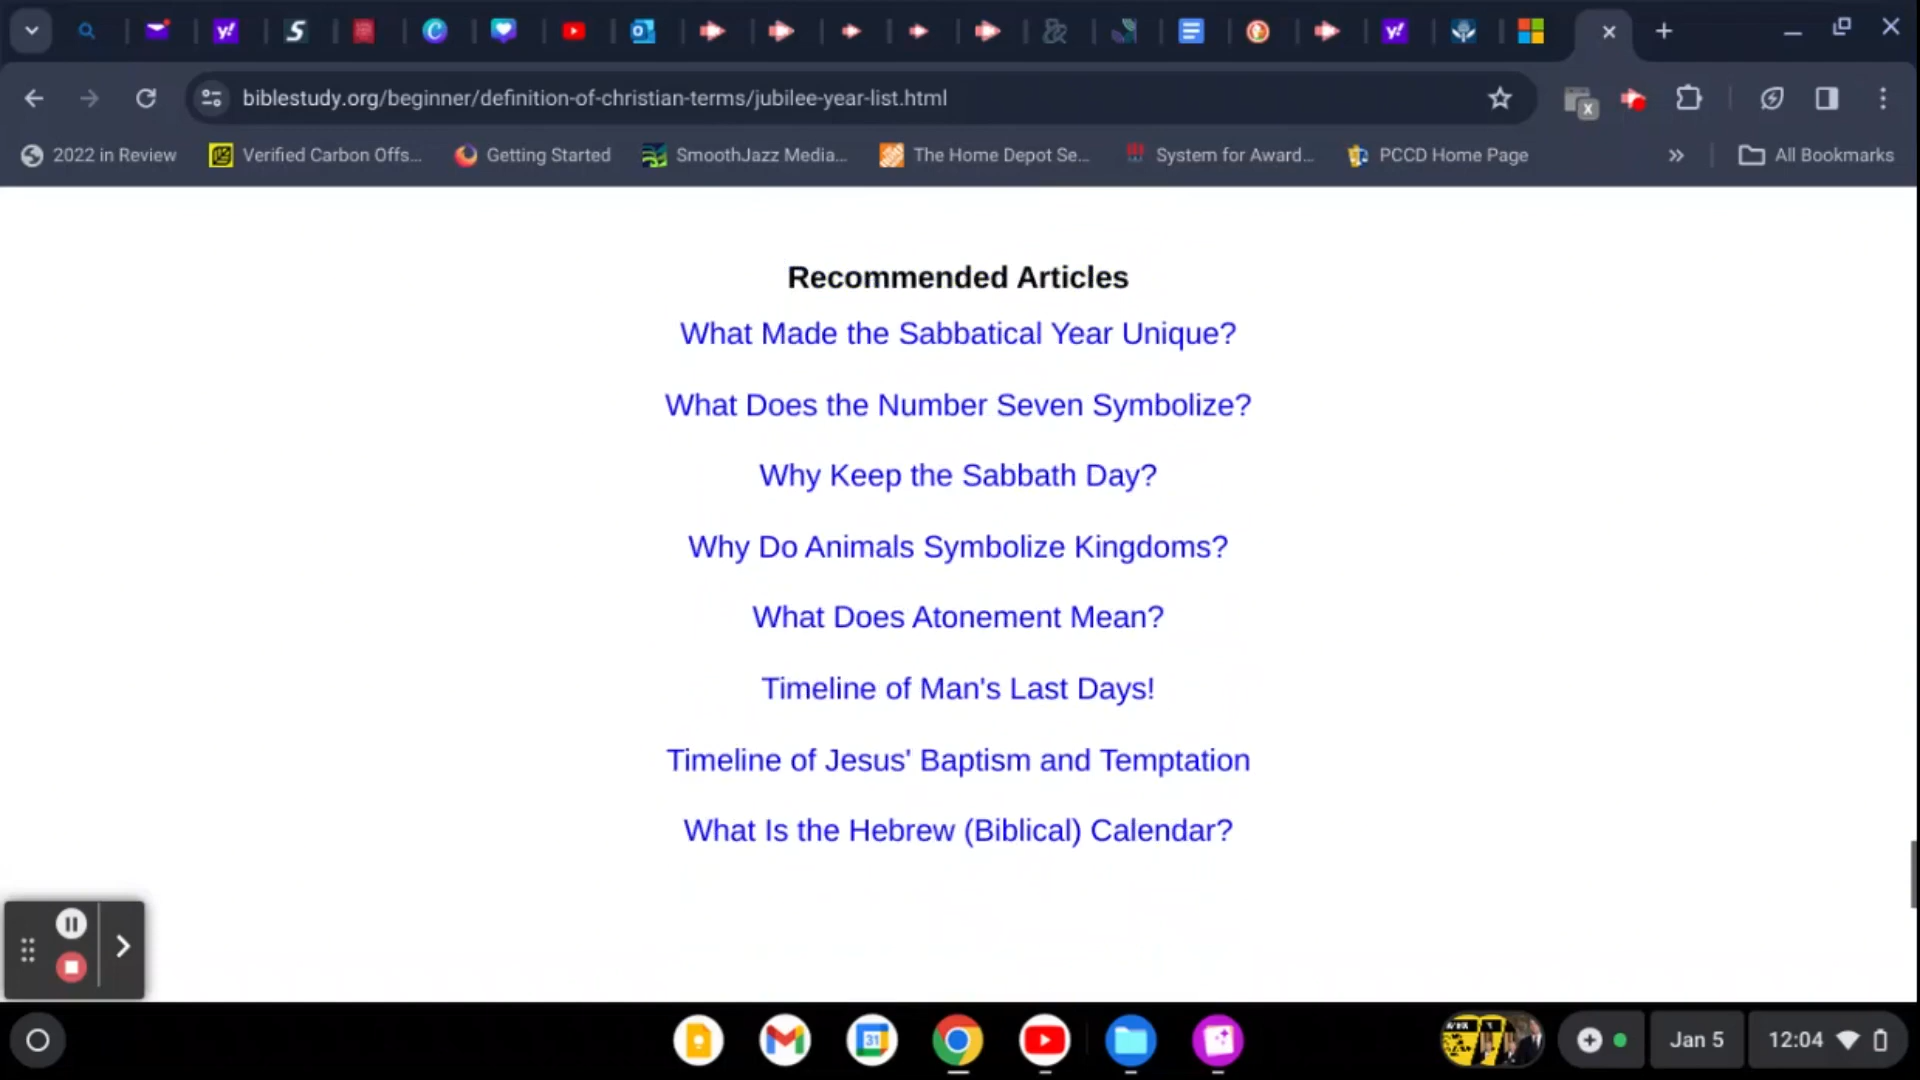 biblestudy.org/beginner/definition-of-christian-terms/jubilee-year-list.html
2022 in Review
Verified Carbon Offs...
Getting Started
SmoothJazz Media...
The Home Depot Se...
System for Award...
PCCD Home Page
All Bookmarks
Recommended Articles
What Made the Sabbatical Year Unique?
What Does the Number Seven Symbolize?
Why Keep the Sabbath Day?
Why Do Animals Symbolize Kingdoms?
What Does Atonement Mean?
Timeline of Man's Last Days!
Timeline of Jesus' Baptism and Temptation
What Is the Hebrew (Biblical) Calendar?
31
Jan 5
12:04